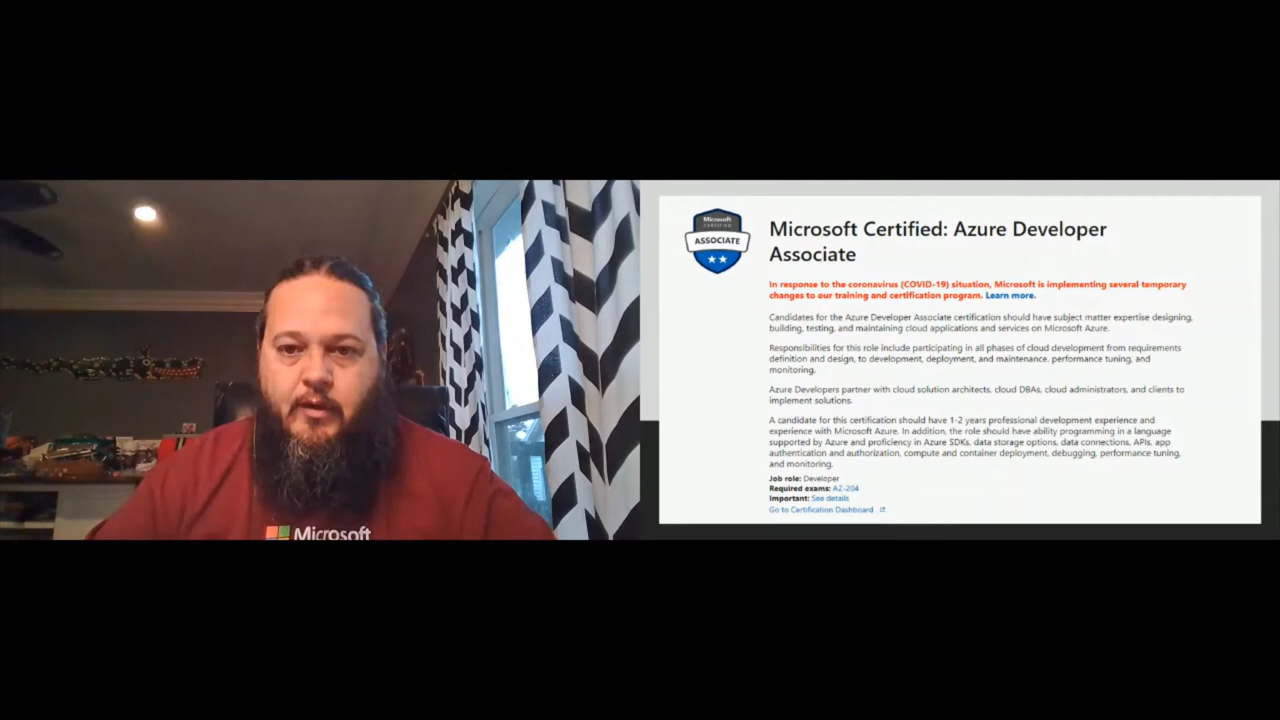 Microsoft
Microsoft
CERTIFIED
ASSOCIATE
Microsoft Certified: Azure Developer
Associate
In response to the coronavirus (COVID-19) situation, Microsoft is implementing several temporary
changes to our training and certification program. Learn more.
Candidates for the Azure Developer Associate certification should have subject matter expertise designing,
building, testing, and maintaining cloud applications and services on Microsoft Azure.
Responsibilities for this role include participating in all phases of cloud development from requirements
definition and design, to development, deployment, and maintenance. performance tuning, and
monitoring.
Azure Developers partner with cloud solution architects, cloud DBAs, cloud administrators, and clients to
implement solutions.
A candidate for this certification should have 1-2 years professional development experience and
experience with Microsoft Azure. In addition, the role should have ability programming in a language
supported by Azure and proficiency in Azure SDKs, data storage options, data connections, APIs, app
authentication and authorization, compute and container deployment, debugging, performance tuning,
and monitoring.
Job role: Developer
Required exams: AZ-204
Important: See details
Go to Certification Dashboard